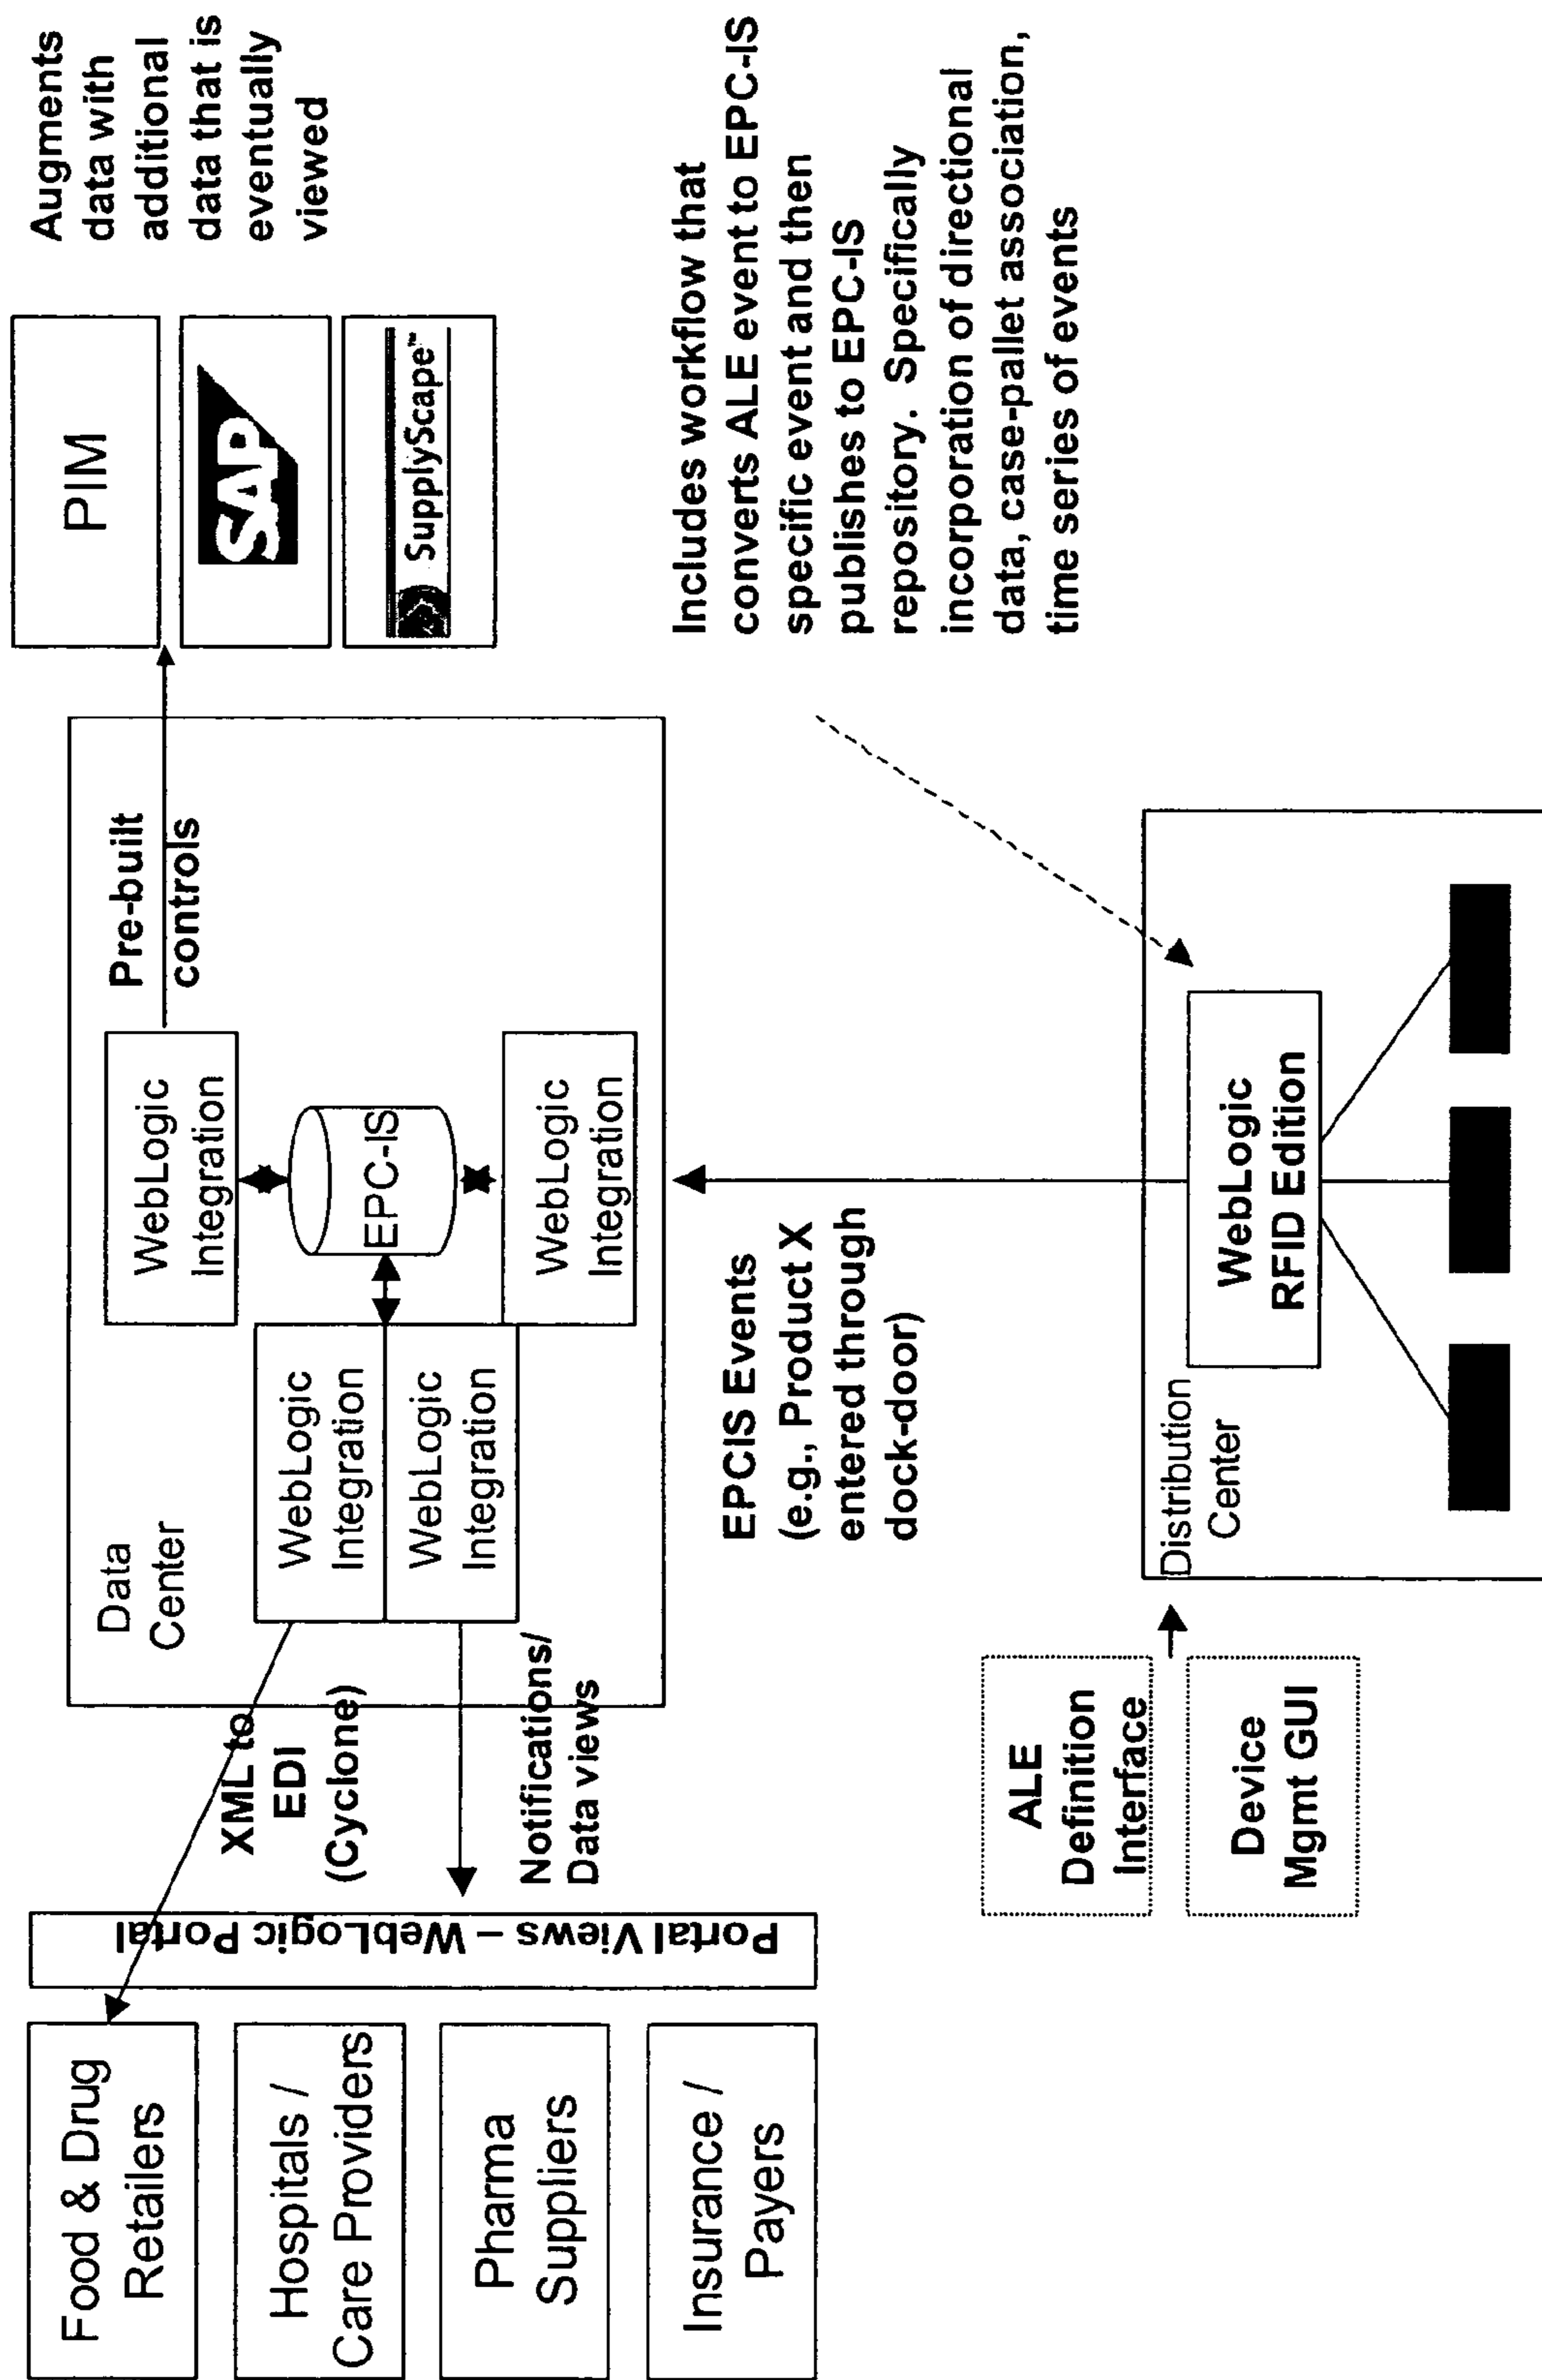 Food & Drug
Retailers
Hospitals /
Care Providers
Pharma
Suppliers
Insurance /
Payers
Portal Views – WebLogic Portal
XML to
EDI
(Cyclone)
Notifications/
Data views
Data
Center
WebLogic
Integration
WebLogic
Integration
WebLogic
Integration
EPC-IS
WebLogic
Integration
Pre-built
controls
PIM
SAP
SupplyScape™
Augments
data with
additional
data that is
eventually
viewed
EPCIS Events
(e.g., Product X
entered through
dock-door)
Includes workflow that
converts ALE event to EPC-IS
specific event and then
publishes to EPC-IS
repository. Specifically
incorporation of directional
data, case-pallet association,
time series of events
ALE
Definition
Interface
Device
Mgmt GUI
Distribution
Center
WebLogic
RFID Edition